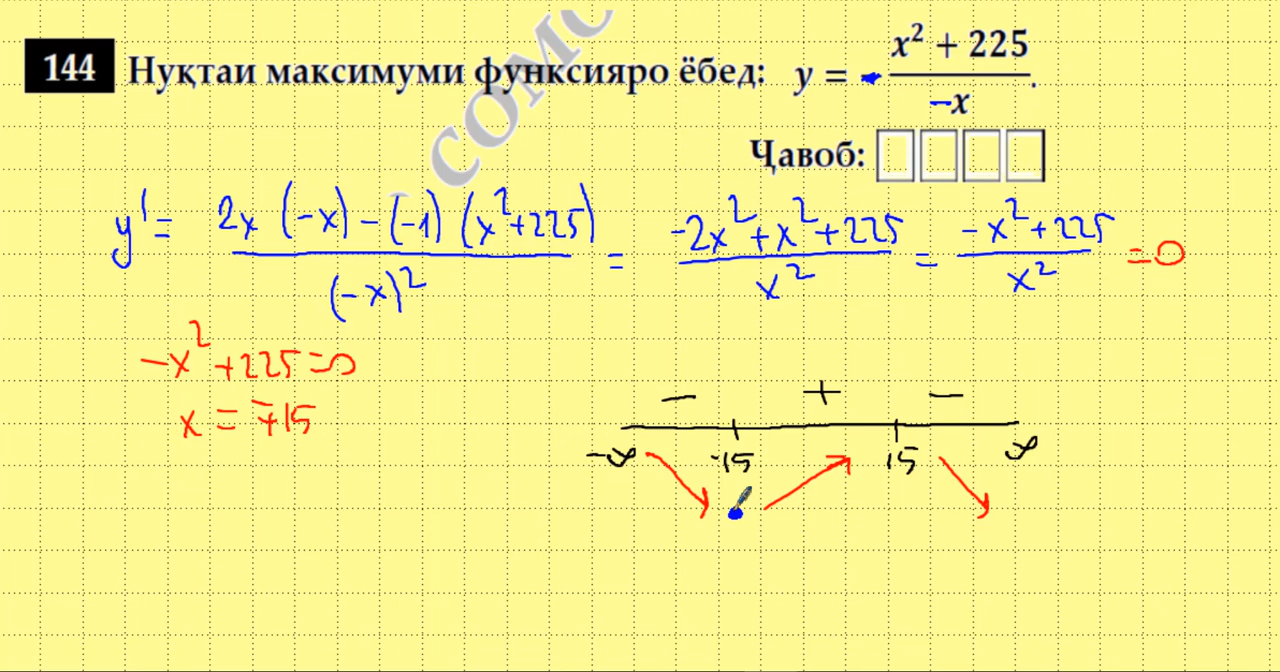 144 Нуқтаи максимуми функсияро ёбед: y = - (x² + 225)/(-x).
Ҷавоб:
СОМО
y' = (2x (-x) - (-1) (x² + 225))/((-x)²) = (-2x² + x² + 225)/(x²) = (-x² + 225)/(x²) = 0
-x² + 225 = 0
x = ∓15
- + -
-∞ -15 15 ∞